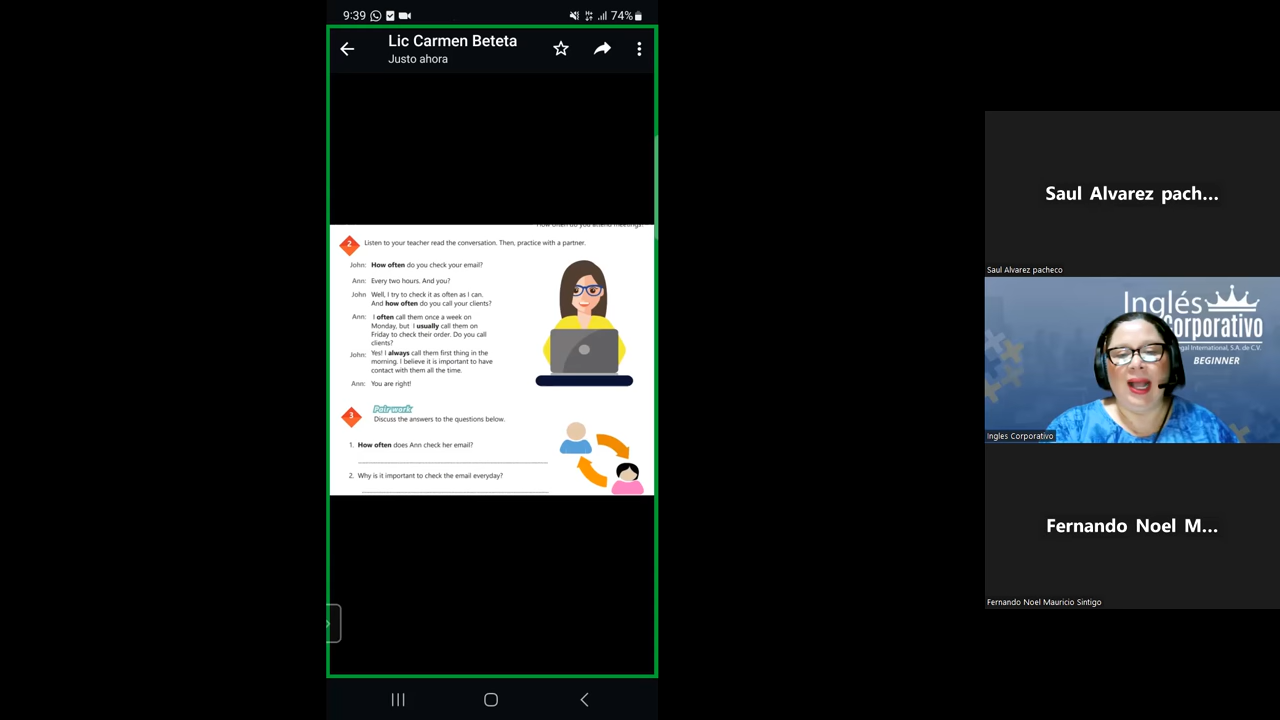 9:39
74%
Lic Carmen Beteta
Justo ahora
How often do you attend meetings?
2 Listen to your teacher read the conversation. Then, practice with a partner.
John: How often do you check your email?
Ann: Every two hours. And you?
John Well, I try to check it as often as I can.
And how often do you call your clients?
Ann: I often call them once a week on
Monday, but I usually call them on
Friday to check their order. Do you call
clients?
John: Yes! I always call them first thing in the
morning, I believe it is important to have
contact with them all the time.
Ann: You are right!
3 Pair work
Discuss the answers to the questions below.
1. How often does Ann check her email?
2. Why is it important to check the email everyday?
Saul Alvarez pach...
Saul Alvarez pacheco
Inglés
Corporativo
egal International, S.A. de C.V.
BEGINNER
Ingles Corporativo
Fernando Noel M...
Fernando Noel Mauricio Sintigo